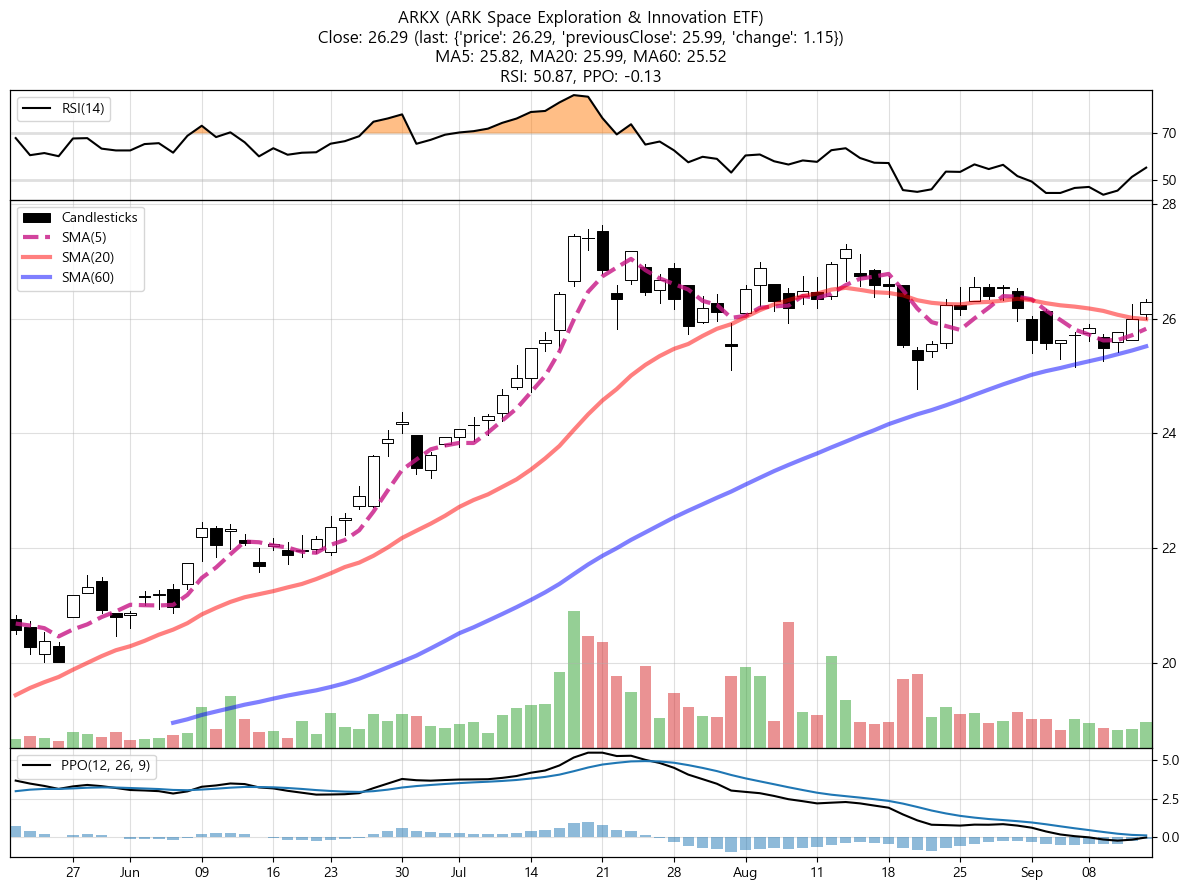 ARKX (ARK Space Exploration & Innovation ETF)
Close: 26.29 (last: {'price': 26.29, 'previousClose': 25.99, 'change': 1.15})
MA5: 25.82, MA20: 25.99, MA60: 25.52
RSI: 50.87, PPO: -0.13
RSI(14)
70
50
Candlesticks
SMA(5)
SMA(20)
SMA(60)
28
26
24
22
20
PPO(12, 26, 9)
5.0
2.5
0.0
27 Jun 09 16 23 30 Jul 14 21 28 Aug 11 18 25 Sep 08